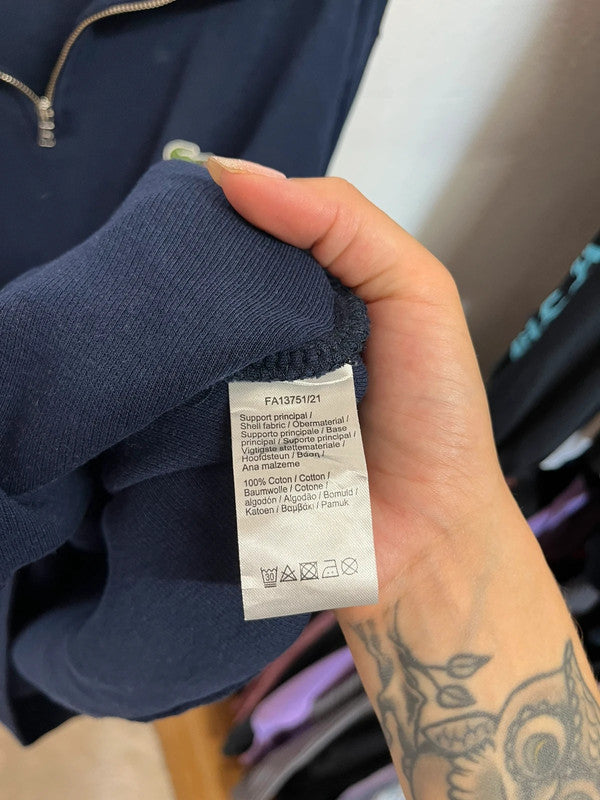 FA13751/21
Support principal /
Shell fabric / Obermaterial /
Supporto principale / Base
principal / Suporte principal /
Vigtigste støttemateriale /
Hoofdsteun / Βάση /
Ana malzeme
100% Coton / Cotton /
Baumwolle / Cotone /
algodón / Algodão / Bomuld /
Katoen / Βαμβάκι / Pamuk
30